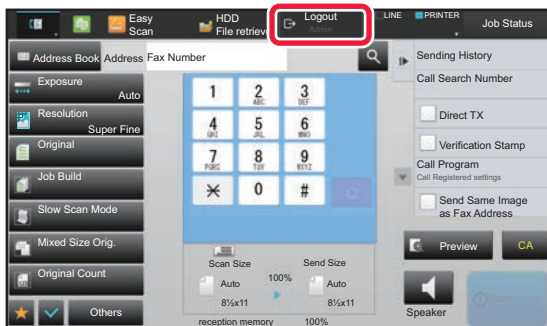 Easy
Scan
HDD
File retrieve
Logout
Admin
LINE
PRINTER
Job Status
Address Book
Address
Fax Number
Sending History
Call Search Number
Exposure
Auto
Resolution
Super Fine
Original
Job Build
Slow Scan Mode
Mixed Size Orig.
Original Count
Others
1
2
ABC
3
DEF
4
GHI
5
JKL
6
MNO
7
PQRS
8
TUV
9
WXYZ
0
#
Direct TX
Verification Stamp
Call Program
Call Registered settings
Send Same Image
as Fax Address
Preview
CA
Scan Size
Send Size
Auto
100%
Auto
8½x11
8½x11
Speaker
Start
reception memory
100%